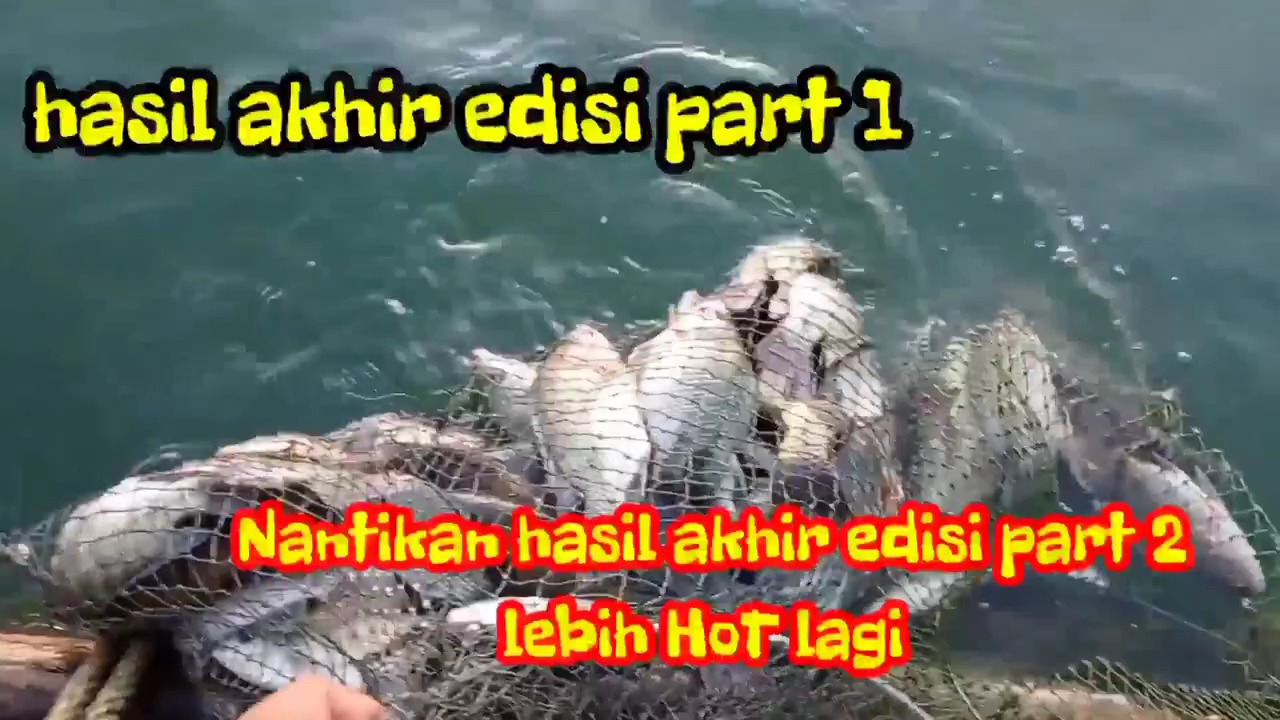 hasil akhir edisi part 1
Nantikan hasil akhir edisi part 2
lebih HOT lagi